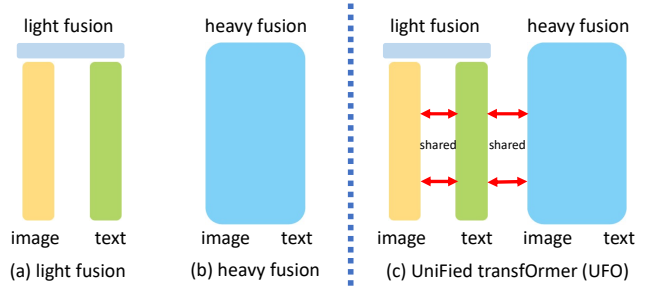 light fusion
heavy fusion
light fusion
heavy fusion
shared
shared
image
text
image
text
image
text
image
text
(a) light fusion
(b) heavy fusion
(c) UniFied transfOrmer (UFO)